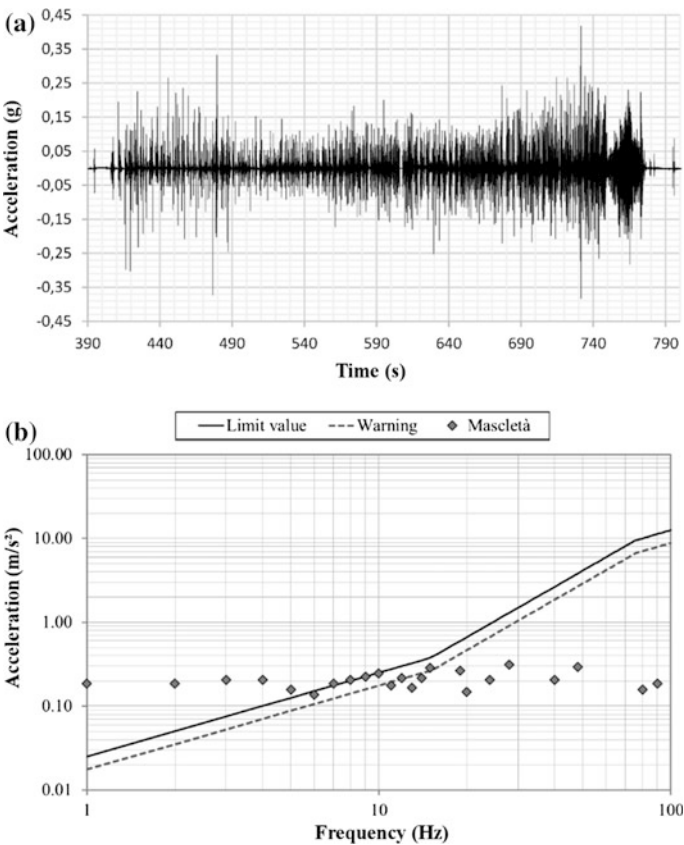 (a)
Acceleration (g)
0,45
0,35
0,25
0,15
0,05
-0,05
-0,15
-0,25
-0,35
-0,45
390 440 490 540 590 640 690 740 790
Time (s)
(b)
Limit value Warning Mascletà
Acceleration (m/s²)
100.00
10.00
1.00
0.10
0.01
1 10 100
Frequency (Hz)